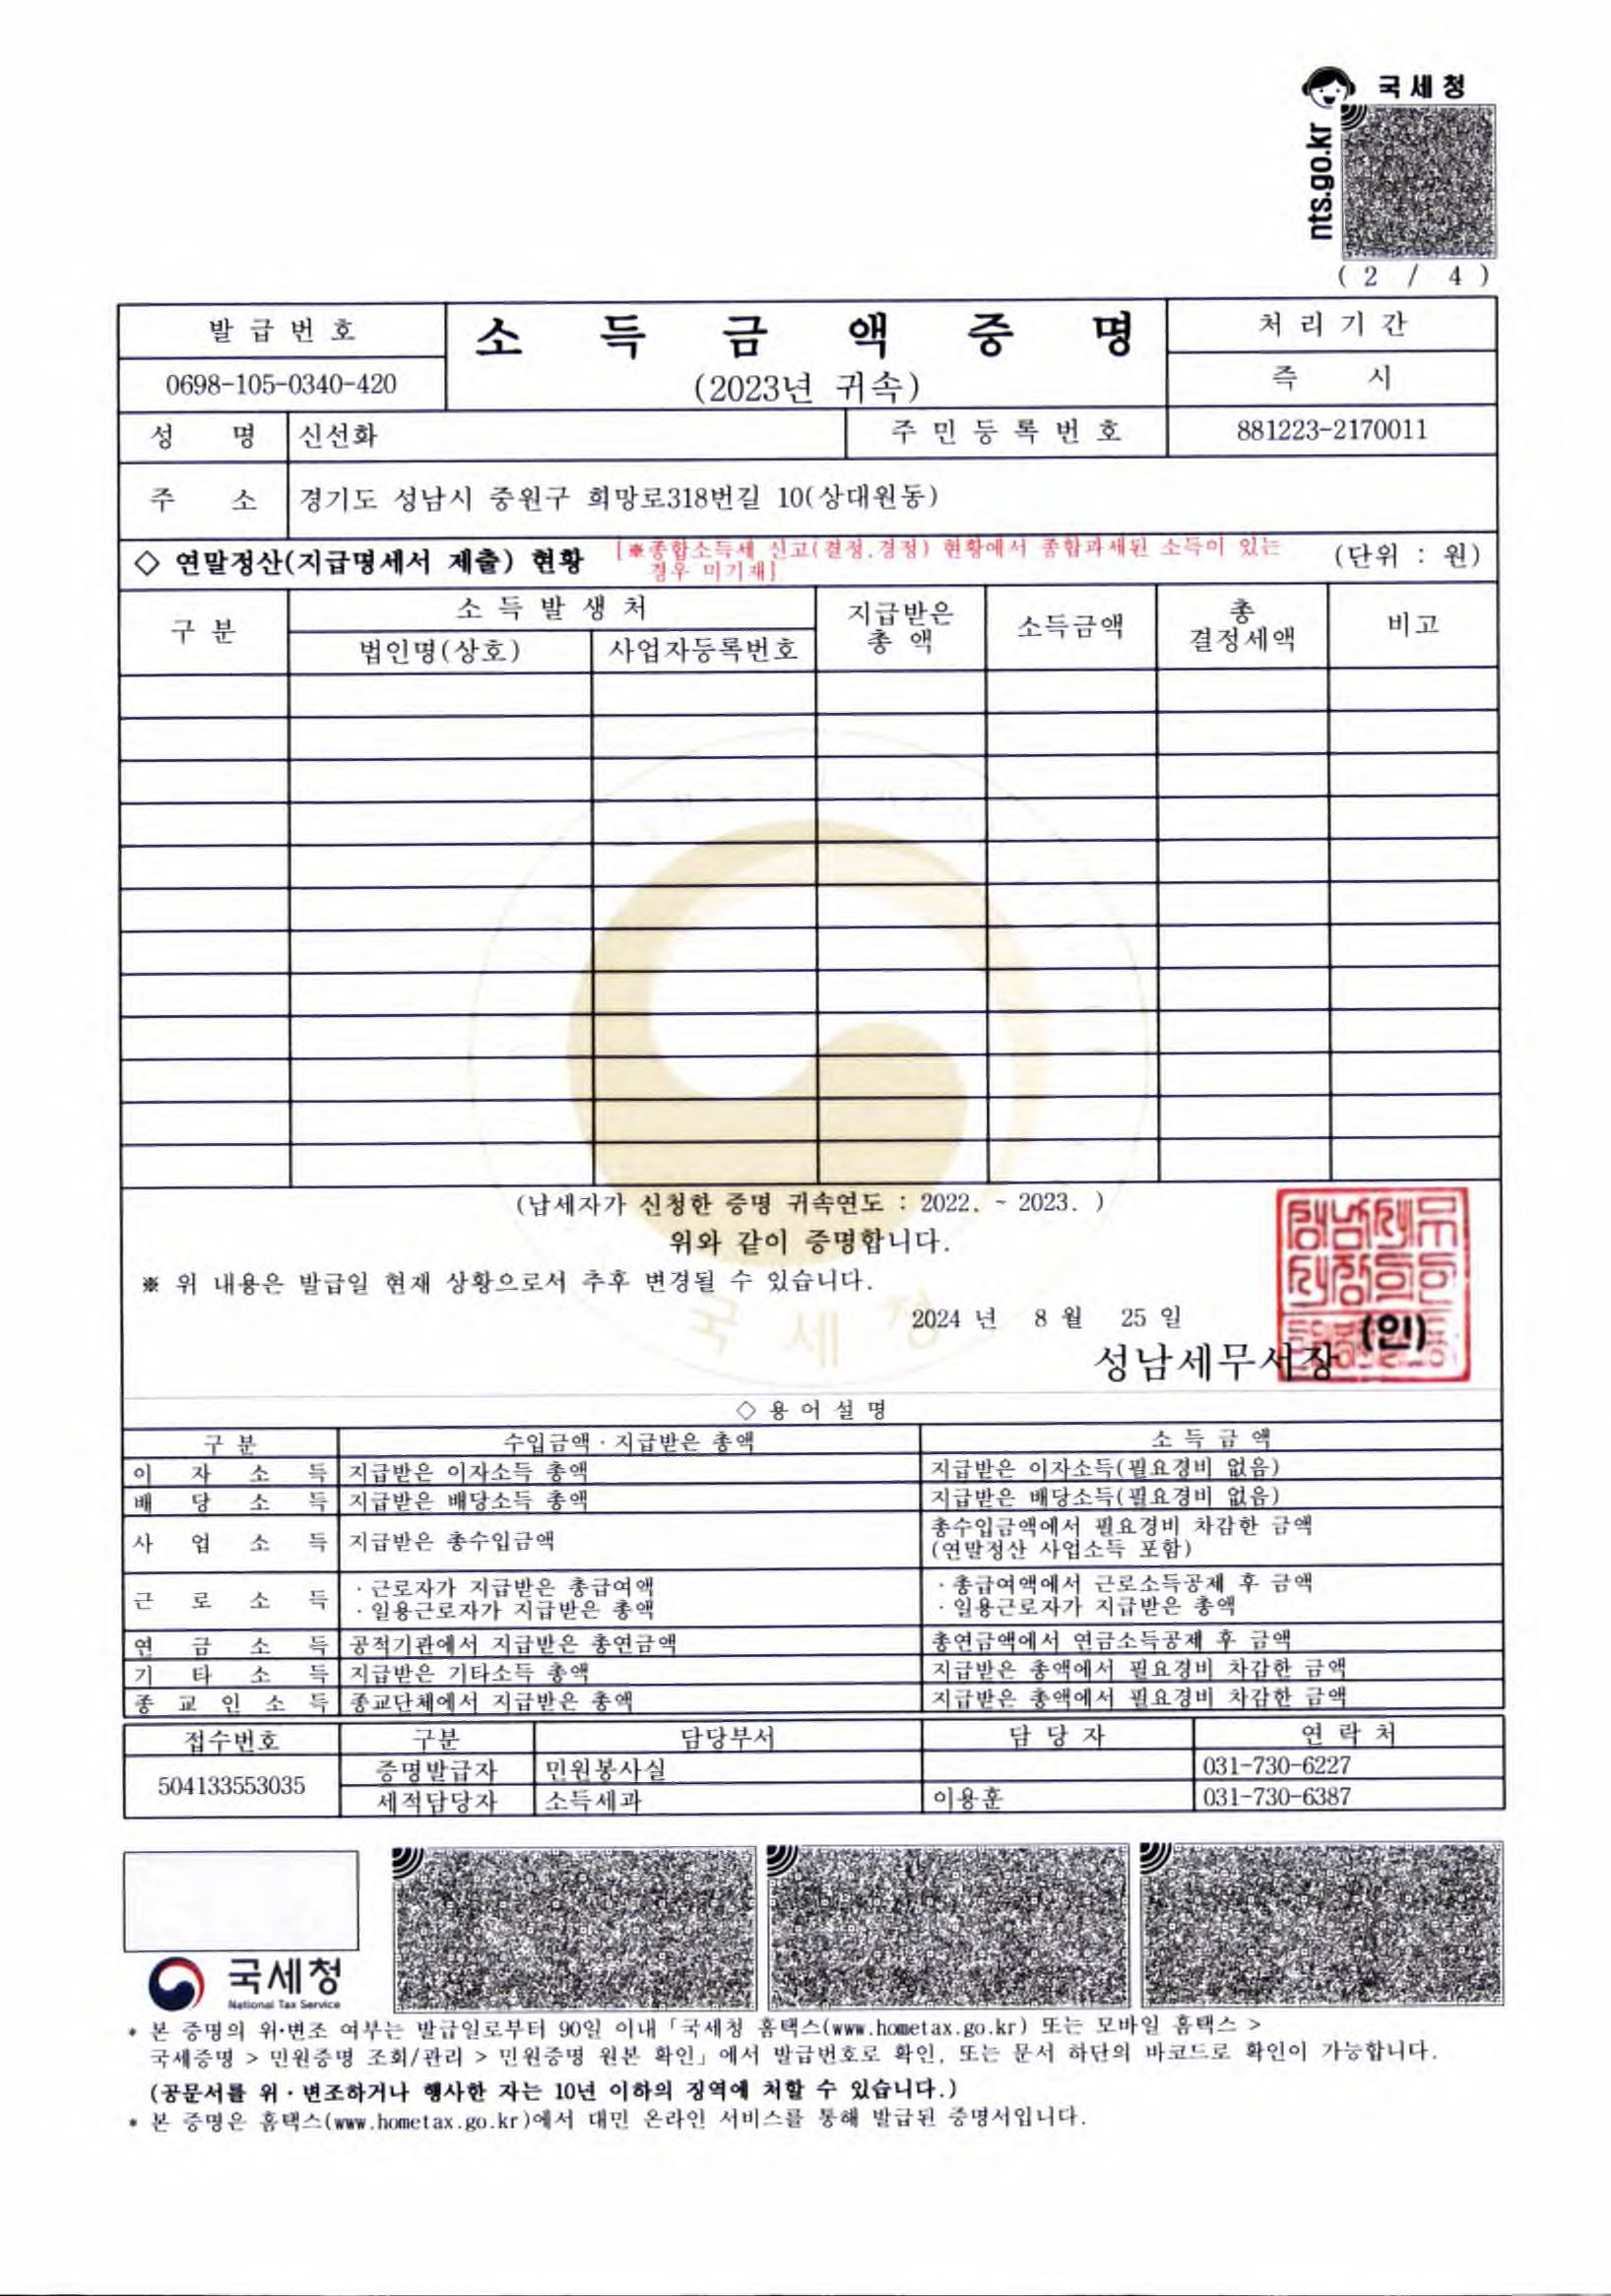 국세청
nts.go.kr
( 2 / 4 )
발 급 번 호
소 득 금 액 증 명
처 리 기 간
0698-105-0340-420
(2023년 귀속)
즉 시
성 명 신선화 주 민 등 록 번 호 881223-2170011
주 소 경기도 성남시 중원구 희망로318번길 10(상대원동)
◇ 연말정산(지급명세서 제출) 현황 [※종합소득세 신고(결정,경정) 현황에서 종합과세된 소득이 있는 (단위 : 원)
경우 미기재]
구 분 소 득 발 생 처 지급받은 총 액 소득금액 총 결정세액 비고
법인명(상호) 사업자등록번호
(납세자가 신청한 증명 귀속연도 : 2022. ~ 2023. )
위와 같이 증명합니다.
※ 위 내용은 발급일 현재 상황으로서 추후 변경될 수 있습니다.
2024 년 8 월 25 일
국 세 청
성남세무서장 (인)
◇ 용 어 설 명
구 분 수입금액 · 지급받은 총액 소 득 금 액
이 자 소 득 지급받은 이자소득 총액 지급받은 이자소득(필요경비 없음)
배 당 소 득 지급받은 배당소득 총액 지급받은 배당소득(필요경비 없음)
사 업 소 득 지급받은 총수입금액 총수입금액에서 필요경비 차감한 금액
(연말정산 사업소득 포함)
근 로 소 득 · 근로자가 지급받은 총급여액 · 총급여액에서 근로소득공제 후 금액
· 일용근로자가 지급받은 총액 · 일용근로자가 지급받은 총액
연 금 소 득 공적기관에서 지급받은 총연금액 총연금액에서 연금소득공제 후 금액
기 타 소 득 지급받은 기타소득 총액 지급받은 총액에서 필요경비 차감한 금액
종 교 인 소 득 종교단체에서 지급받은 총액 지급받은 총액에서 필요경비 차감한 금액
접수번호 구분 담당부서 담 당 자 연 락 처
504133553035 증명발급자 민원봉사실 031-730-6227
세적담당자 소득세과 이용훈 031-730-6387
국세청
National Tax Service
* 본 증명의 위·변조 여부는 발급일로부터 90일 이내「국세청 홈택스(www.hometax.go.kr) 또는 모바일 홈택스 >
국세증명 > 민원증명 조회/관리 > 민원증명 원본 확인」에서 발급번호로 확인, 또는 문서 하단의 바코드로 확인이 가능합니다.
(공문서를 위·변조하거나 행사한 자는 10년 이하의 징역에 처할 수 있습니다.)
* 본 증명은 홈택스(www.hometax.go.kr)에서 대민 온라인 서비스를 통해 발급된 증명서입니다.